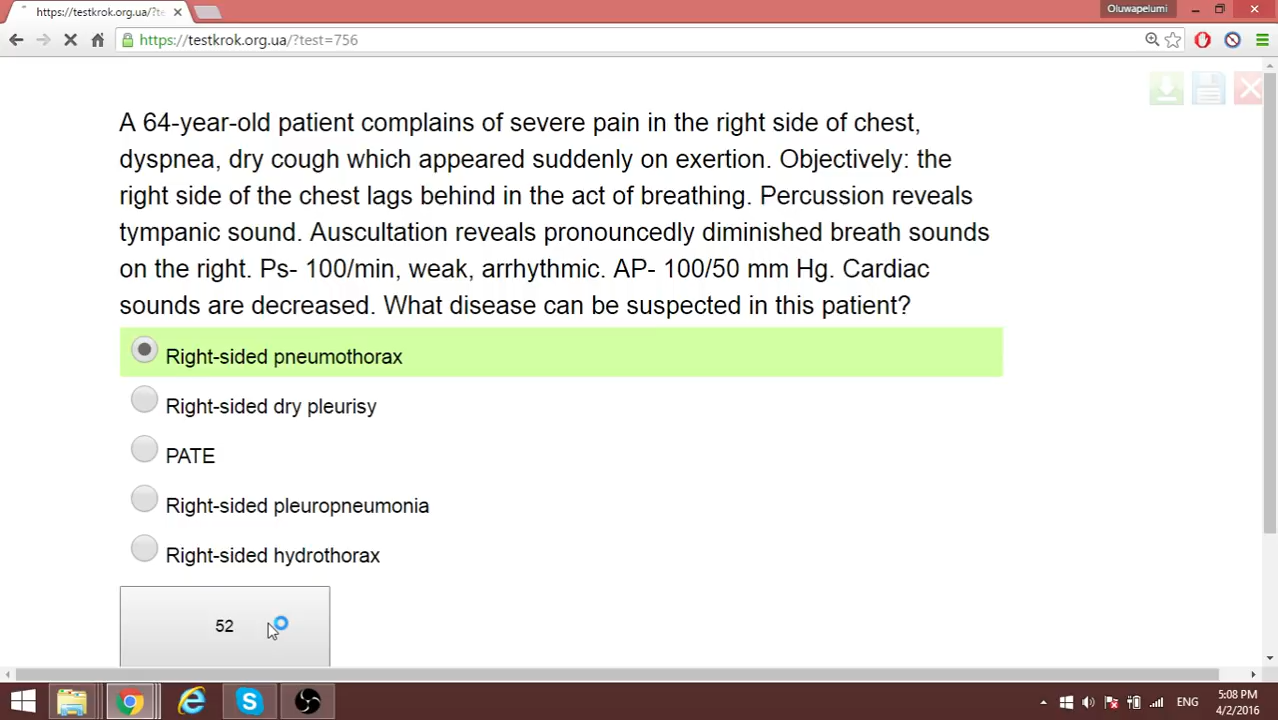 https://testkrok.org.ua/?te
Oluwapelumi
https://testkrok.org.ua/?test=756
A 64-year-old patient complains of severe pain in the right side of chest,
dyspnea, dry cough which appeared suddenly on exertion. Objectively: the
right side of the chest lags behind in the act of breathing. Percussion reveals
tympanic sound. Auscultation reveals pronouncedly diminished breath sounds
on the right. Ps- 100/min, weak, arrhythmic. AP- 100/50 mm Hg. Cardiac
sounds are decreased. What disease can be suspected in this patient?
Right-sided pneumothorax
Right-sided dry pleurisy
PATE
Right-sided pleuropneumonia
Right-sided hydrothorax
52
ENG
5:08 PM
4/2/2016